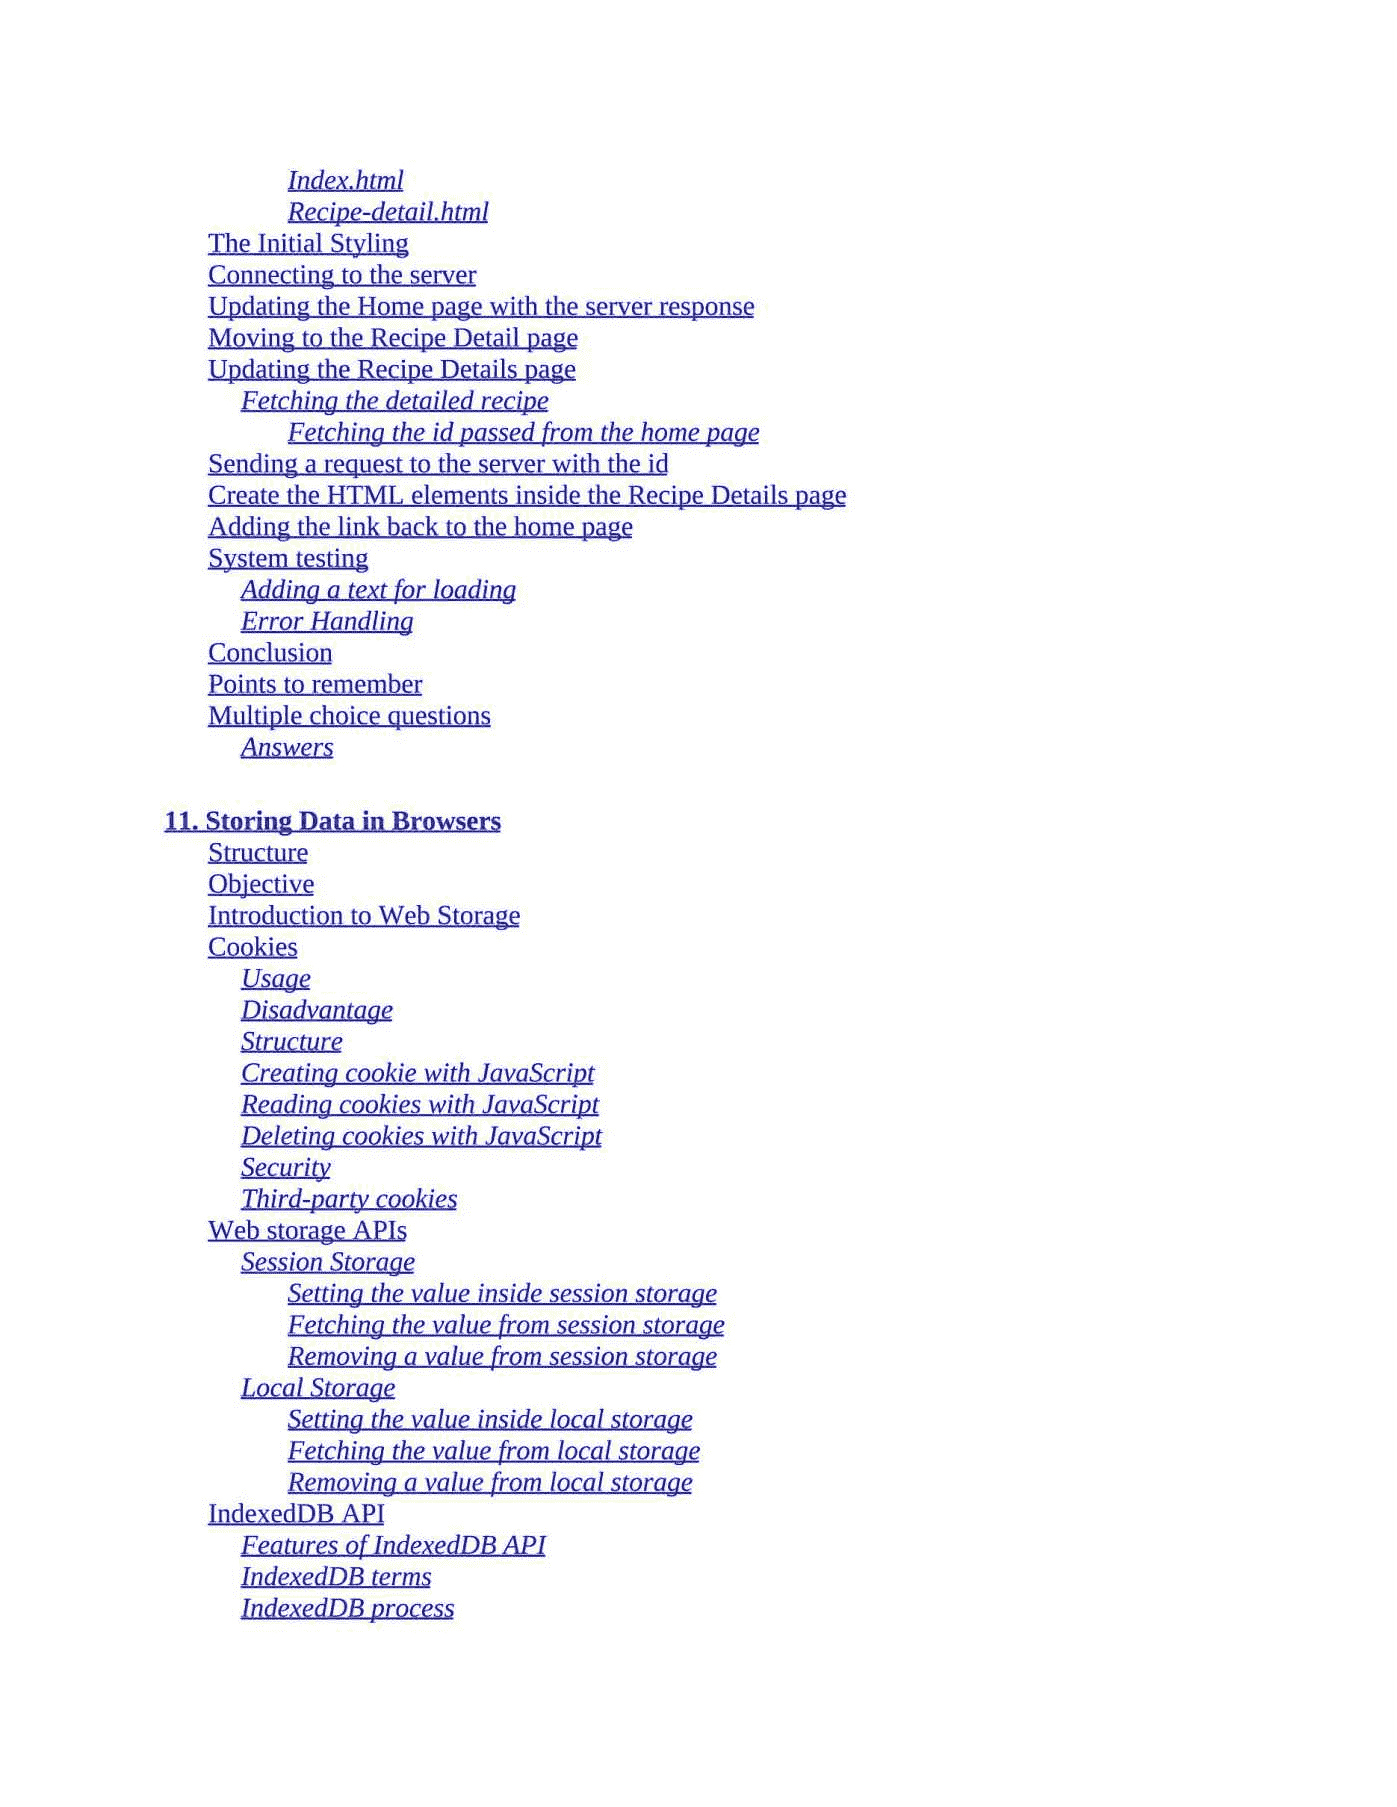 Index.html
Recipe-detail.html
The Initial Styling
Connecting to the server
Updating the Home page with the server response
Moving to the Recipe Detail page
Updating the Recipe Details page
Fetching the detailed recipe
Fetching the id passed from the home page
Sending a request to the server with the id
Create the HTML elements inside the Recipe Details page
Adding the link back to the home page
System testing
Adding a text for loading
Error Handling
Conclusion
Points to remember
Multiple choice questions
Answers
11. Storing Data in Browsers
Structure
Objective
Introduction to Web Storage
Cookies
Usage
Disadvantage
Structure
Creating cookie with JavaScript
Reading cookies with JavaScript
Deleting cookies with JavaScript
Security
Third-party cookies
Web storage APIs
Session Storage
Setting the value inside session storage
Fetching the value from session storage
Removing a value from session storage
Local Storage
Setting the value inside local storage
Fetching the value from local storage
Removing a value from local storage
IndexedDB API
Features of IndexedDB API
IndexedDB terms
IndexedDB process